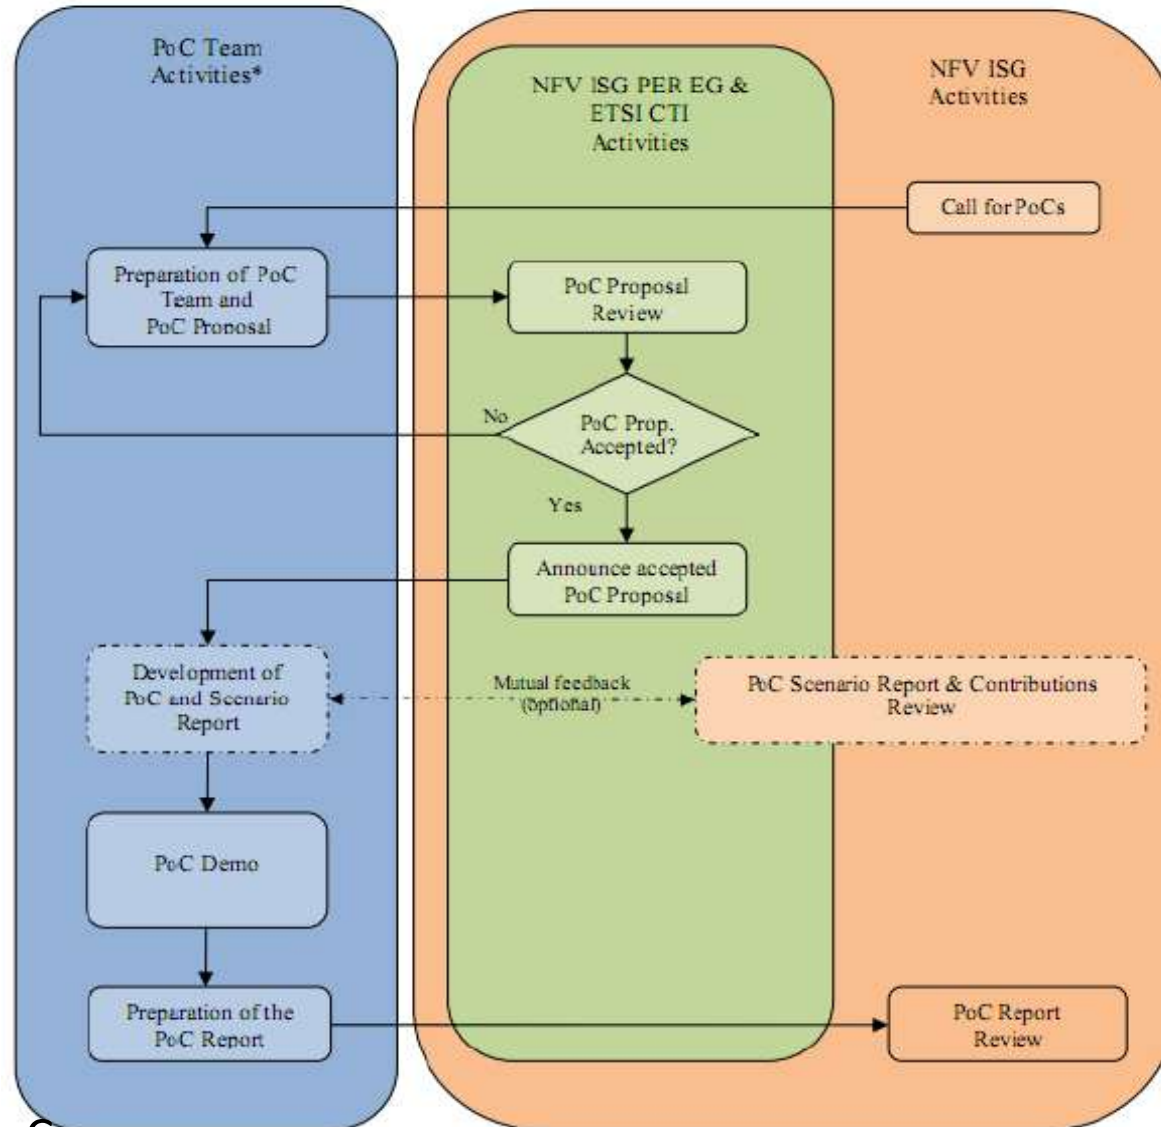 PoC Team
Activities*
NFV ISG PER EG &
ETSI CTI
Activities
NFV ISG
Activities
Call for PoCs
Preparation of PoC
Team and
PoC Proposal
PoC Proposal
Review
No
PoC Prop.
Accepted?
Yes
Announce accepted
PoC Proposal
Development of
PoC and Scenario
Report
Mutual feedback
(optional)
PoC Scenario Report & Contributions
Review
PoC Demo
Preparation of the
PoC Report
PoC Report
Review